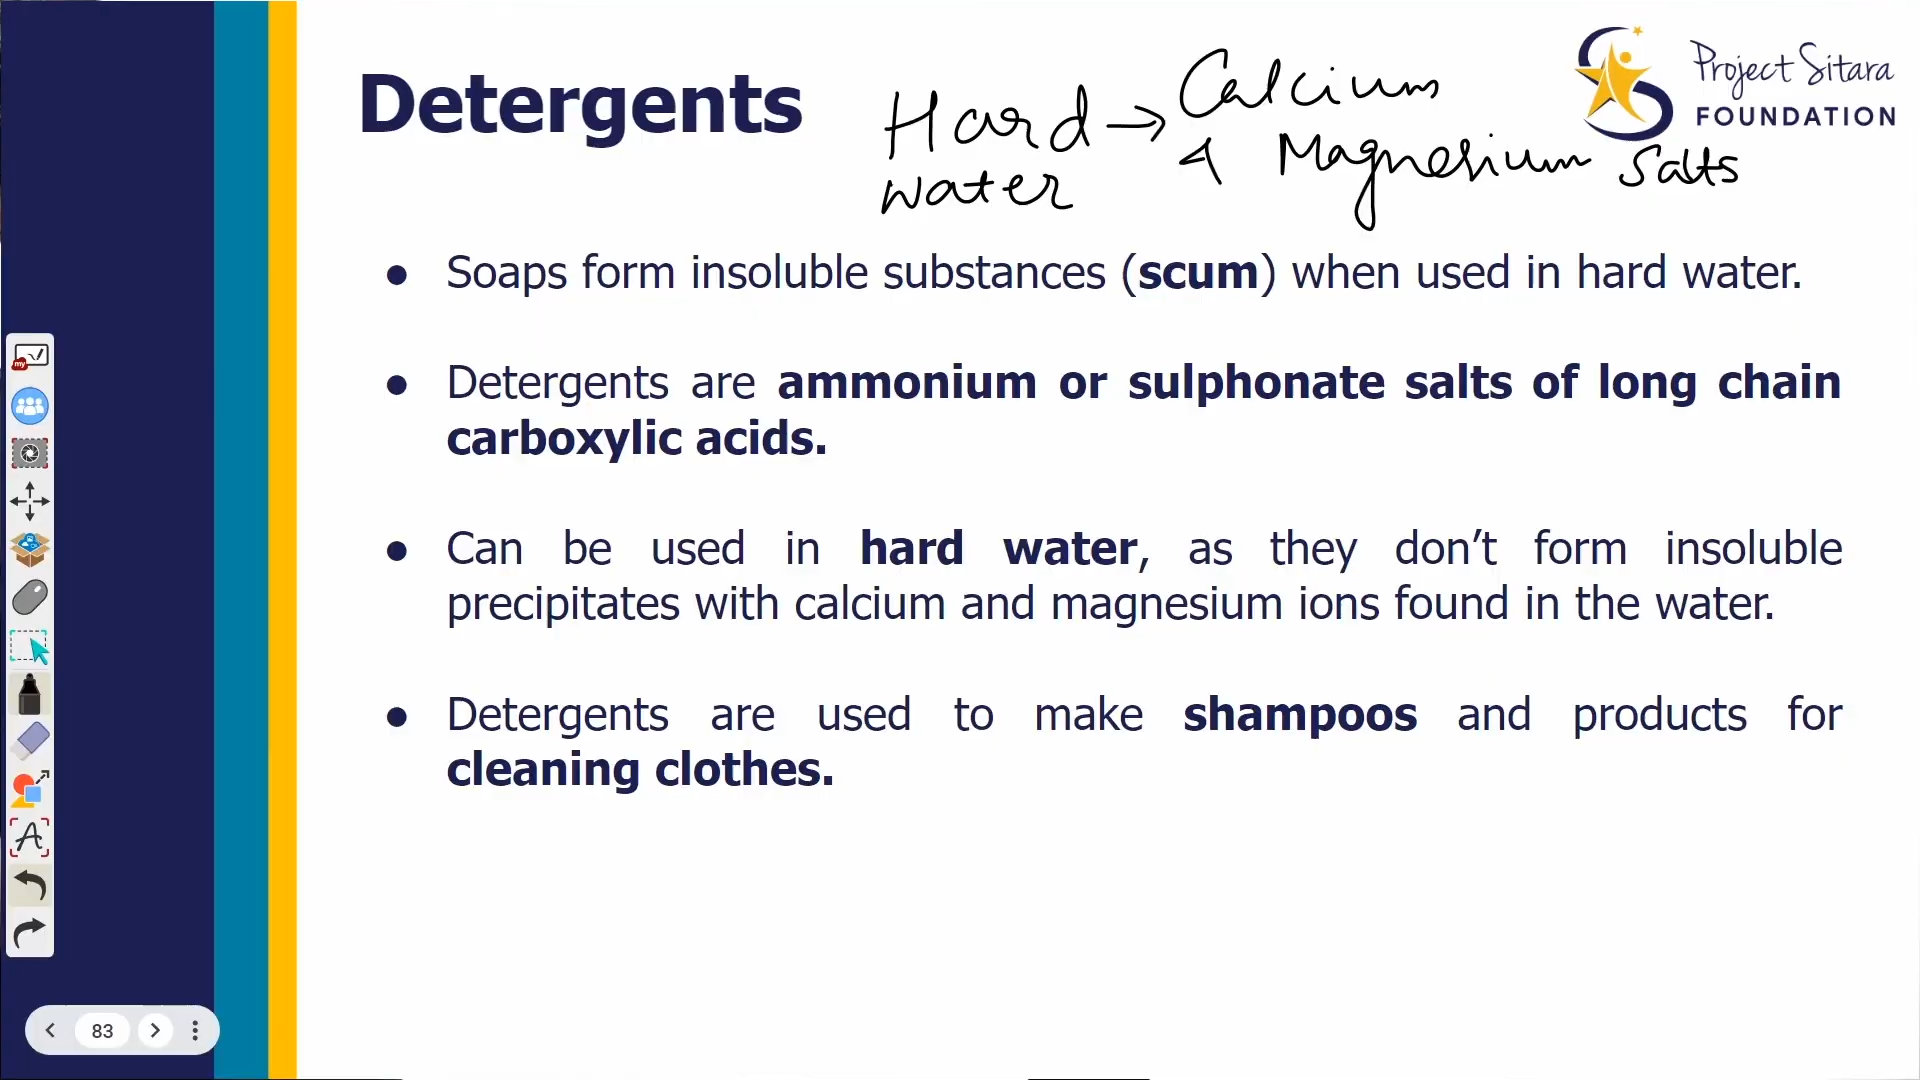 Detergents
Hard → Calcium
water & Magnesium Salts
Project Sitara
FOUNDATION
● Soaps form insoluble substances (scum) when used in hard water.
● Detergents are ammonium or sulphonate salts of long chain
carboxylic acids.
● Can be used in hard water, as they don’t form insoluble
precipitates with calcium and magnesium ions found in the water.
● Detergents are used to make shampoos and products for
cleaning clothes.
my
A
83